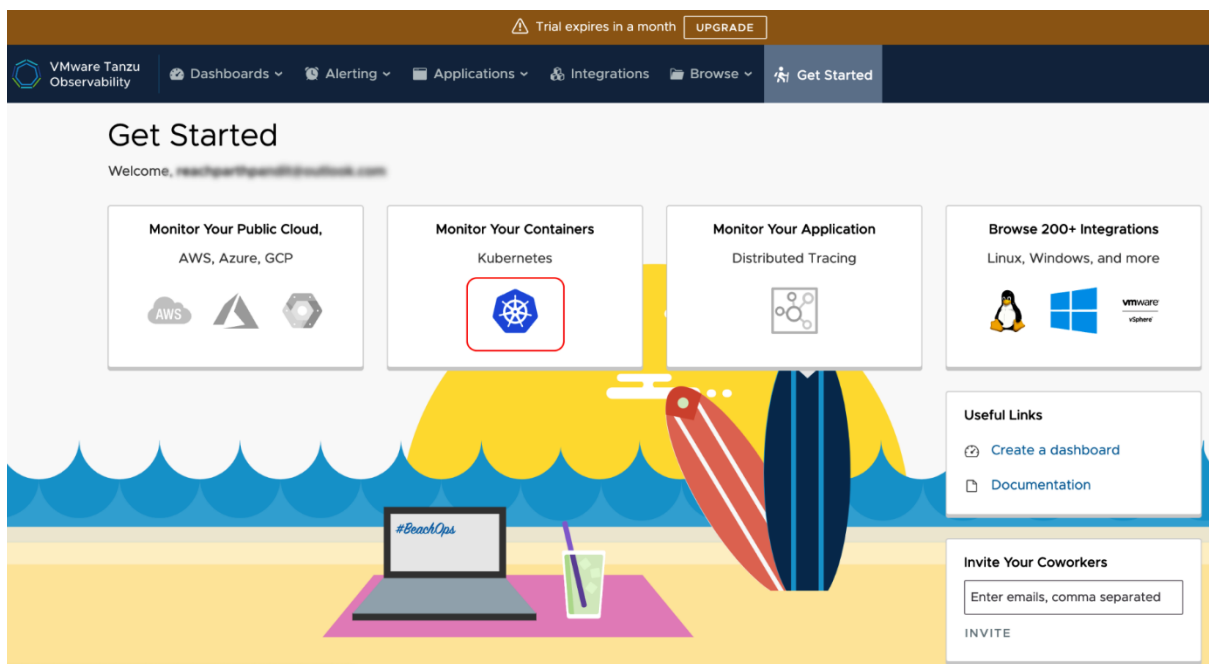 Trial expires in a month UPGRADE
VMware Tanzu
Observability
Dashboards
Alerting
Applications
Integrations
Browse
Get Started
Get Started
Welcome,
Monitor Your Public Cloud,
AWS, Azure, GCP
AWS
Monitor Your Containers
Kubernetes
Monitor Your Application
Distributed Tracing
Browse 200+ Integrations
Linux, Windows, and more
vmware
vSphere
Useful Links
Create a dashboard
Documentation
#BeachOps
Invite Your Coworkers
Enter emails, comma separated
INVITE